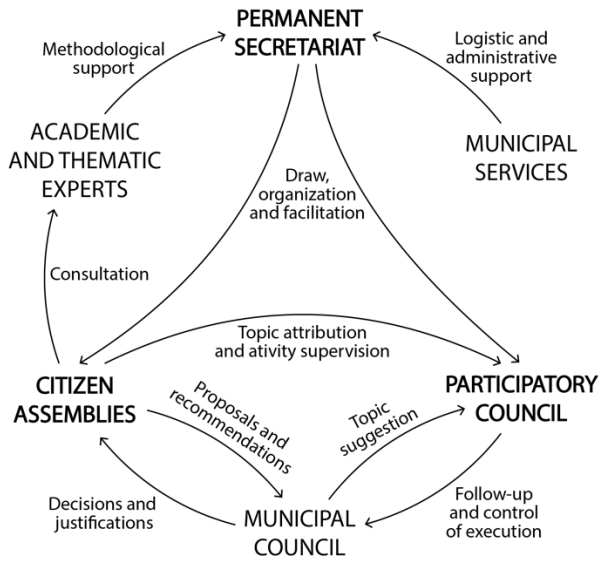 PERMANENT
SECRETARIAT
Methodological
support
Logistic and
administrative
support
ACADEMIC
AND THEMATIC
EXPERTS
MUNICIPAL
SERVICES
Draw,
organization
and facilitation
Consultation
Topic attribution
and ativity supervision
CITIZEN
ASSEMBLIES
PARTICIPATORY
COUNCIL
Proposals and
recommendations
Topic
suggestion
Decisions and
justifications
MUNICIPAL
COUNCIL
Follow-up
and control
of execution